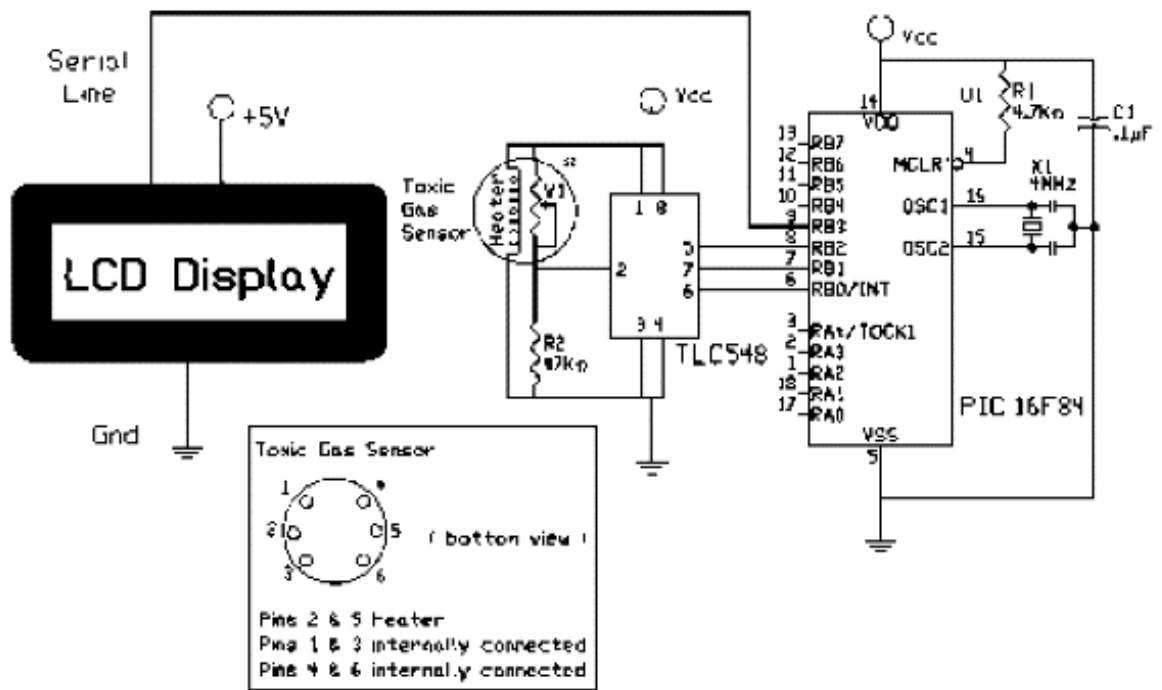 Serial
Line
+5V
LCD Display
Gnd
Vcc
Toxic
Gas
Sensor
Heater
V1
1 8
2
5
7
6
3 4
R2
47KΩ
TLC548
Vcc
U1
R1
4.7KΩ
C1
.1µF
14
VDD
13
RB7
12
RB6
11
RB5
10
RB4
9
RB3
8
RB2
7
RB1
6
RB0/INT
3
2
RA3
1
RA2
18
RA1
17
RA0
4
MCLR'
X1
4MHz
OSC1
OSC2
15
PIC 16F84
VSS
5
Toxic Gas Sensor
1
2
3
5
6
( bottom view )
Pins 2 & 5 heater
Pins 1 & 3 internally connected
Pins 4 & 6 internally connected